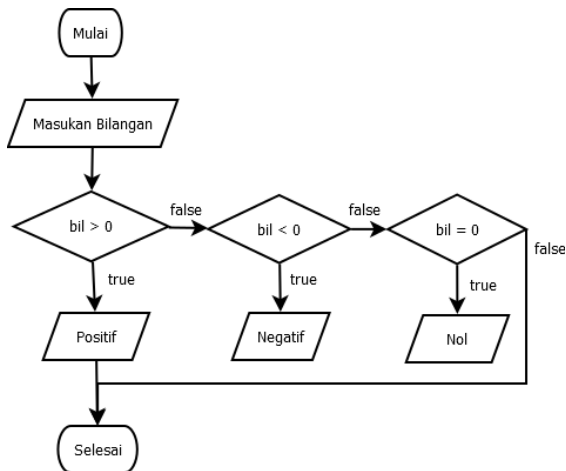 Mulai
Masukan Bilangan
bil > 0
false
bil < 0
false
bil = 0
false
true
true
true
Positif
Negatif
Nol
Selesai